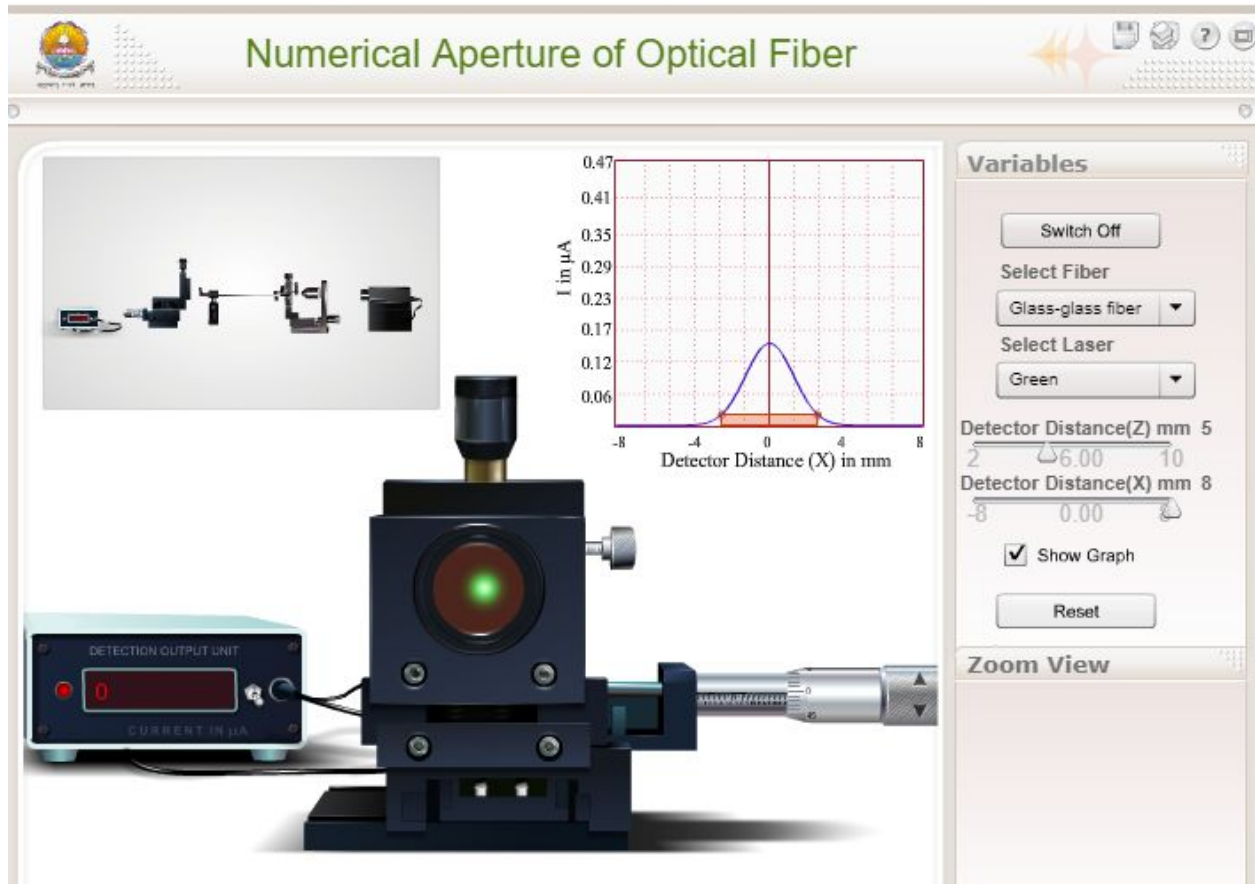 Numerical Aperture of Optical Fiber
?
0.47
0.41
0.35
0.29
0.23
0.17
0.12
0.06
I in μA
-8 -4 0 4 8
Detector Distance (X) in mm
Variables
Switch Off
Select Fiber
Glass-glass fiber
Select Laser
Green
Detector Distance(Z) mm 5
2 6.00 10
Detector Distance(X) mm 8
-8 0.00 8
Show Graph
Reset
Zoom View
DETECTION OUTPUT UNIT
0
CURRENT IN μA
0
45